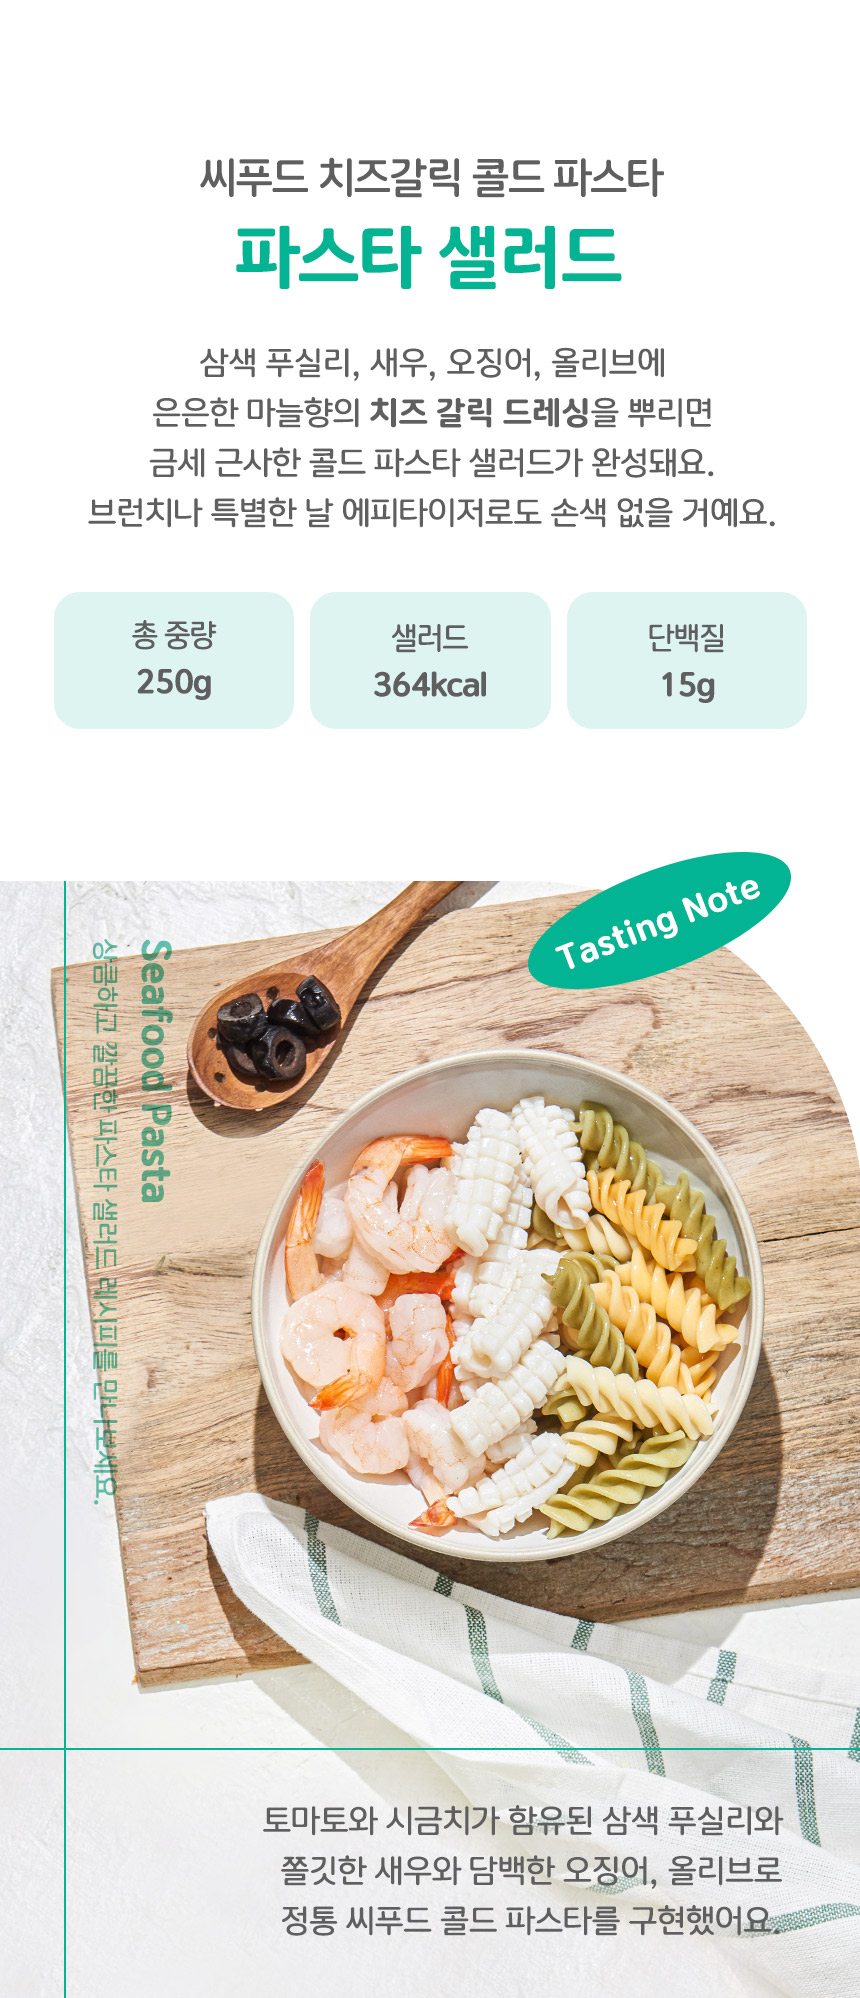 씨푸드 치즈갈릭 콜드 파스타
파스타 샐러드
삼색 푸실리, 새우, 오징어, 올리브에
은은한 마늘향의 치즈 갈릭 드레싱을 뿌리면
금세 근사한 콜드 파스타 샐러드가 완성돼요.
브런치나 특별한 날 에피타이저로도 손색 없을 거예요.
총 중량
250g
샐러드
364kcal
단백질
15g
Tasting Note
Seafood Pasta
상큼하고 깔끔한 파스타 샐러드 레시피를 만나보세요.
토마토와 시금치가 함유된 삼색 푸실리와
쫄깃한 새우와 담백한 오징어, 올리브로
정통 씨푸드 콜드 파스타를 구현했어요.